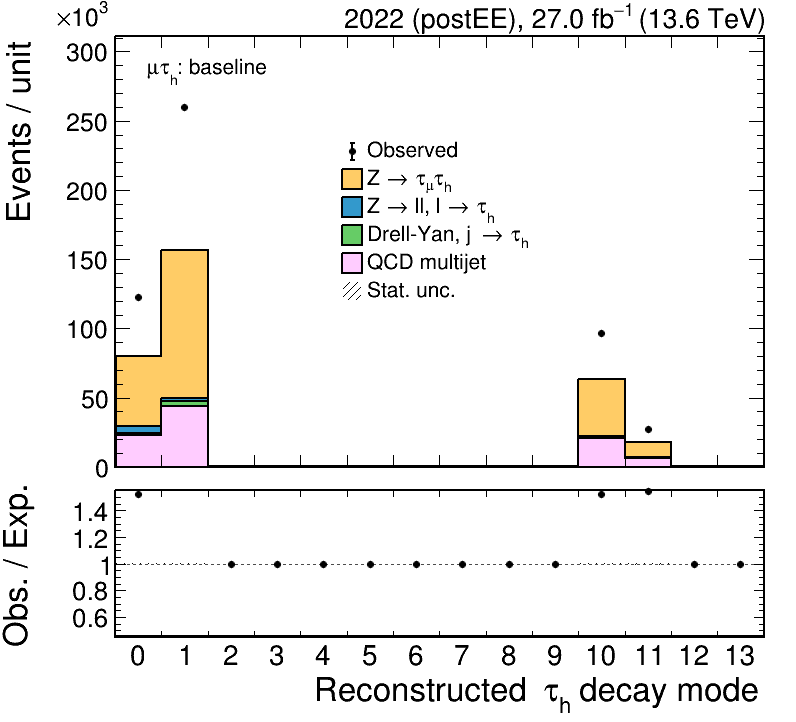 ×10³ 2022 (postEE), 27.0 fb⁻¹ (13.6 TeV)
Events / unit
300
250
200
150
100
50
0
μτₕ: baseline
Observed
Z → τ_μτₕ
Z → ll, l → τₕ
Drell-Yan, j → τₕ
QCD multijet
Stat. unc.
Obs. / Exp.
1.4
1.2
1
0.8
0.6
0 1 2 3 4 5 6 7 8 9 10 11 12 13
Reconstructed τₕ decay mode